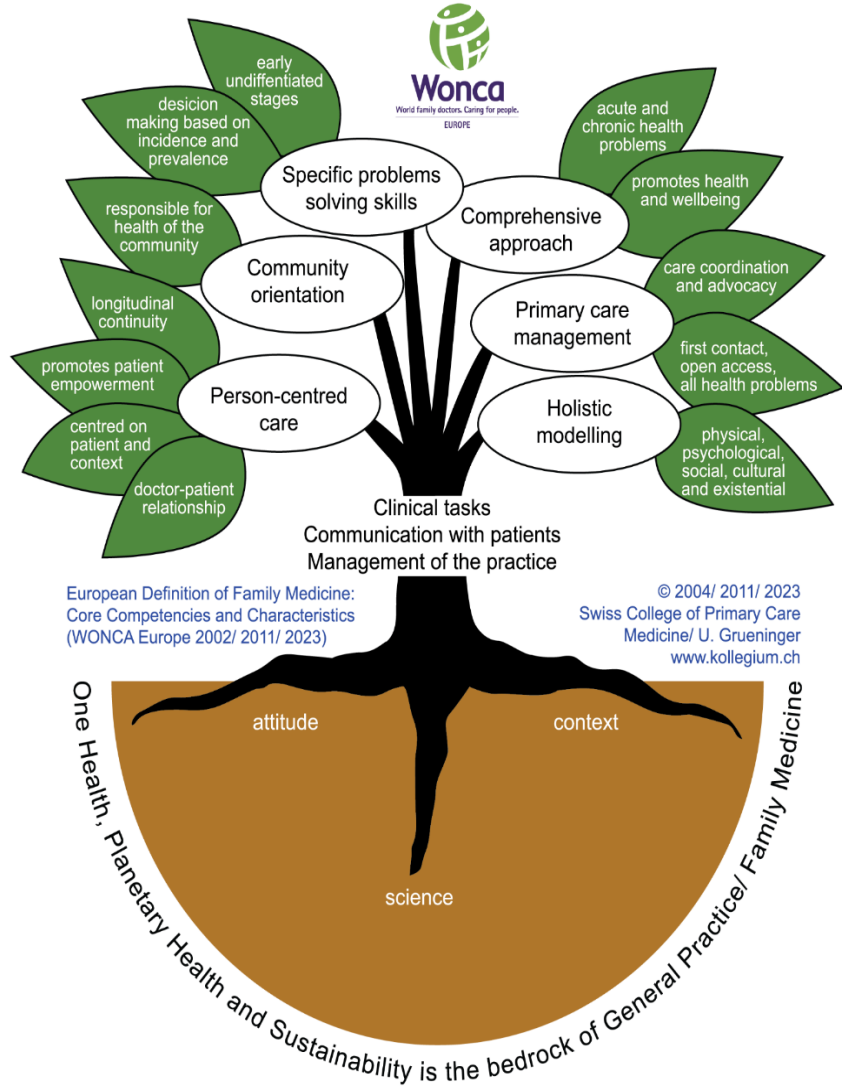 Wonca
World family doctors. Caring for people.
EUROPE
early
undiffentiated
stages
desicion
making based on
incidence and
prevalence
responsible for
health of the
community
longitudinal
continuity
promotes patient
empowerment
centred on
patient and
context
doctor-patient
relationship
Specific problems
solving skills
Community
orientation
Person-centred
care
Comprehensive
approach
Primary care
management
Holistic
modelling
acute and
chronic health
problems
promotes health
and wellbeing
care coordination
and advocacy
first contact,
open access,
all health problems
physical,
psychological,
social, cultural
and existential
Clinical tasks
Communication with patients
Management of the practice
European Definition of Family Medicine:
Core Competencies and Characteristics
(WONCA Europe 2002/ 2011/ 2023)
© 2004/ 2011/ 2023
Swiss College of Primary Care
Medicine/ U. Grueninger
www.kollegium.ch
attitude
context
science
One Health, Planetary Health and Sustainability is the bedrock of General Practice/ Family Medicine